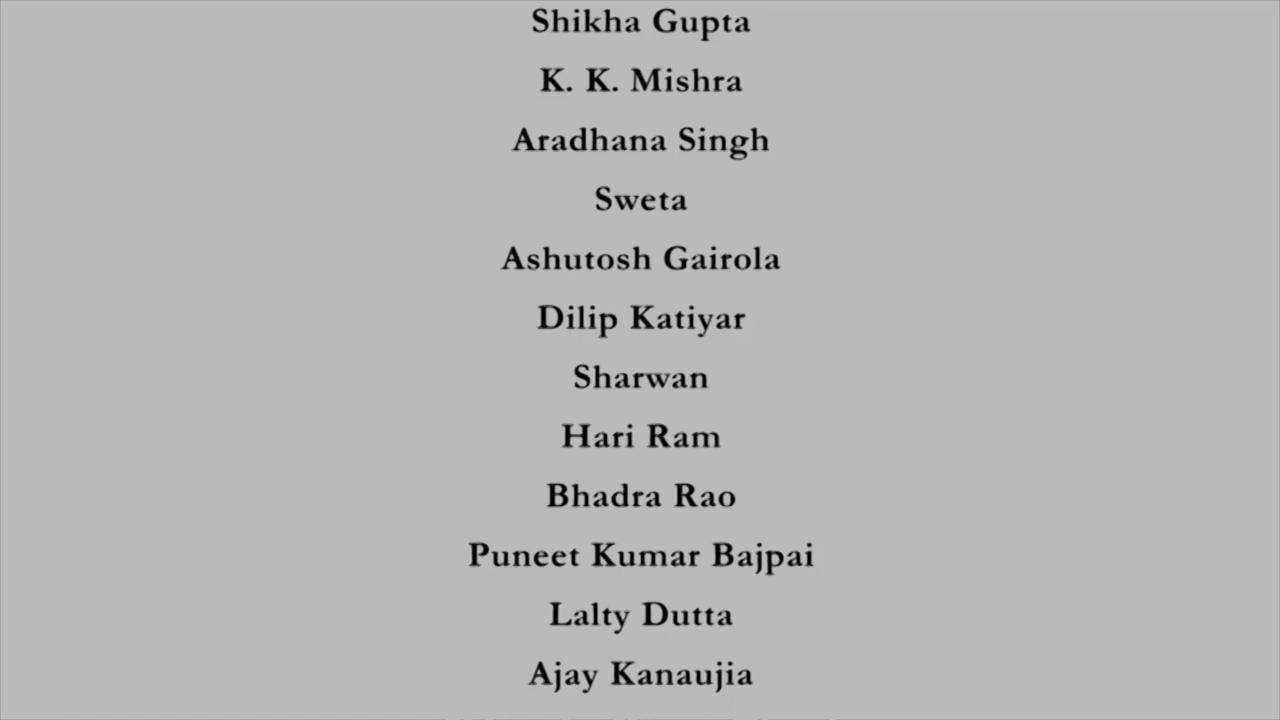 Shikha Gupta
K. K. Mishra
Aradhana Singh
Sweta
Ashutosh Gairola
Dilip Katiyar
Sharwan
Hari Ram
Bhadra Rao
Puneet Kumar Bajpai
Lalty Dutta
Ajay Kanaujia